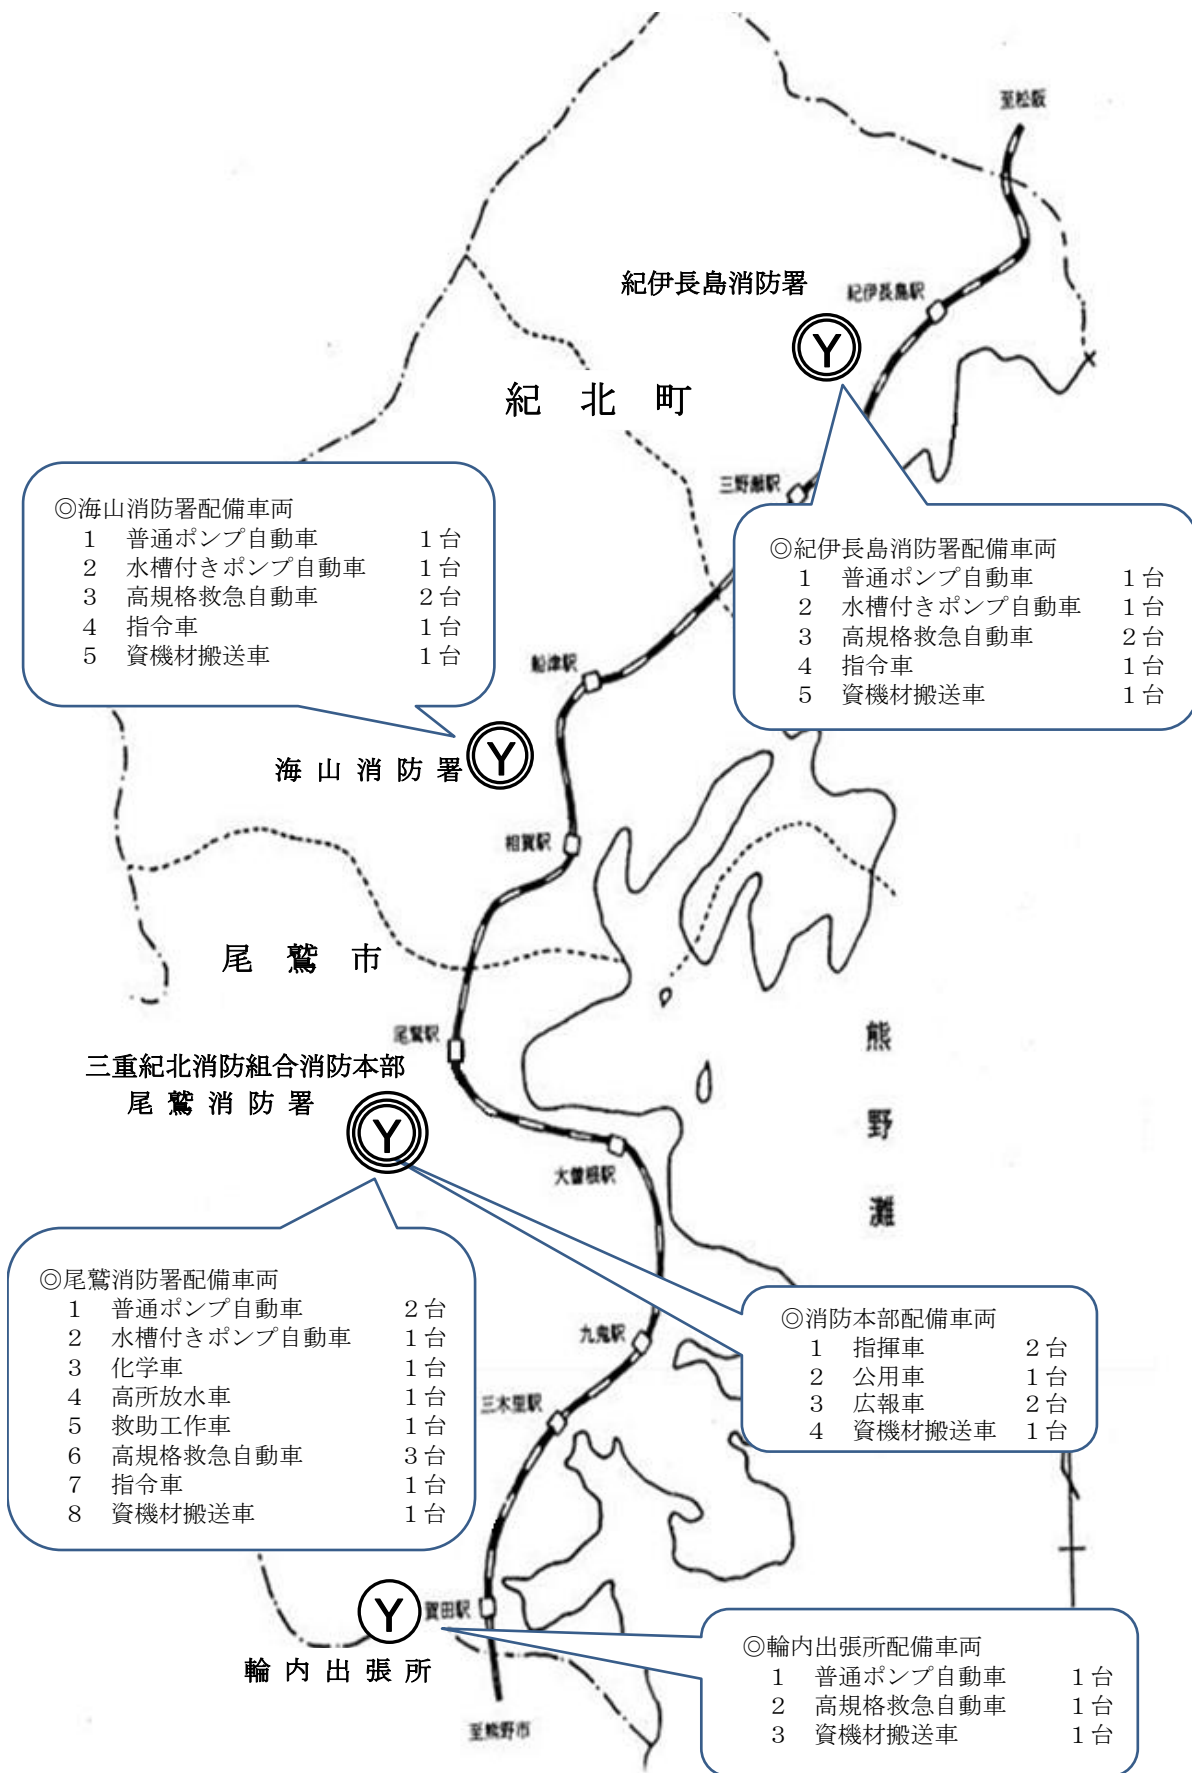 至松阪
紀伊長島消防署
紀伊長島駅
Y
紀北町
三野瀬駅
◎海山消防署配備車両
1 普通ポンプ自動車 1台
2 水槽付きポンプ自動車 1台
3 高規格救急自動車 2台
4 指令車 1台
5 資機材搬送車 1台
◎紀伊長島消防署配備車両
1 普通ポンプ自動車 1台
2 水槽付きポンプ自動車 1台
3 高規格救急自動車 2台
4 指令車 1台
5 資機材搬送車 1台
船津駅
Y
海山消防署
相賀駅
尾鷲市
尾鷲駅
熊野灘
三重紀北消防組合消防本部
尾鷲消防署
Y
大曽根駅
◎尾鷲消防署配備車両
1 普通ポンプ自動車 2台
2 水槽付きポンプ自動車 1台
3 化学車 1台
4 高所放水車 1台
5 救助工作車 1台
6 高規格救急自動車 3台
7 指令車 1台
8 資機材搬送車 1台
◎消防本部配備車両
1 指揮車 2台
2 公用車 1台
3 広報車 2台
4 資機材搬送車 1台
九鬼駅
三木里駅
Y
賀田駅
輪内出張所
◎輪内出張所配備車両
1 普通ポンプ自動車 1台
2 高規格救急自動車 1台
3 資機材搬送車 1台
至熊野市